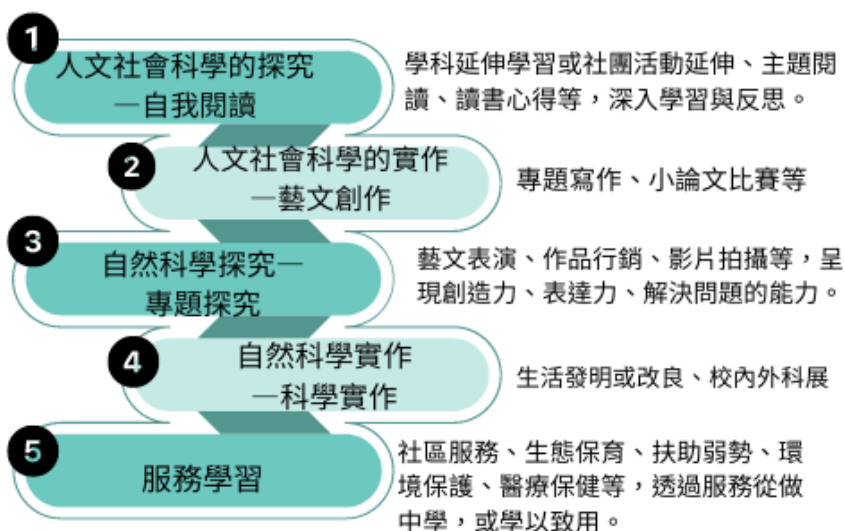 1
人文社會科學的探究
—自我閱讀
學科延伸學習或社團活動延伸、主題閱
讀、讀書心得等，深入學習與反思。
2
人文社會科學的實作
—藝文創作
專題寫作、小論文比賽等
3
自然科學探究—
專題探究
藝文表演、作品行銷、影片拍攝等，呈
現創造力、表達力、解決問題的能力。
4
自然科學實作
—科學實作
生活發明或改良、校內外科展
5
服務學習
社區服務、生態保育、扶助弱勢、環
境保護、醫療保健等，透過服務從做
中學，或學以致用。